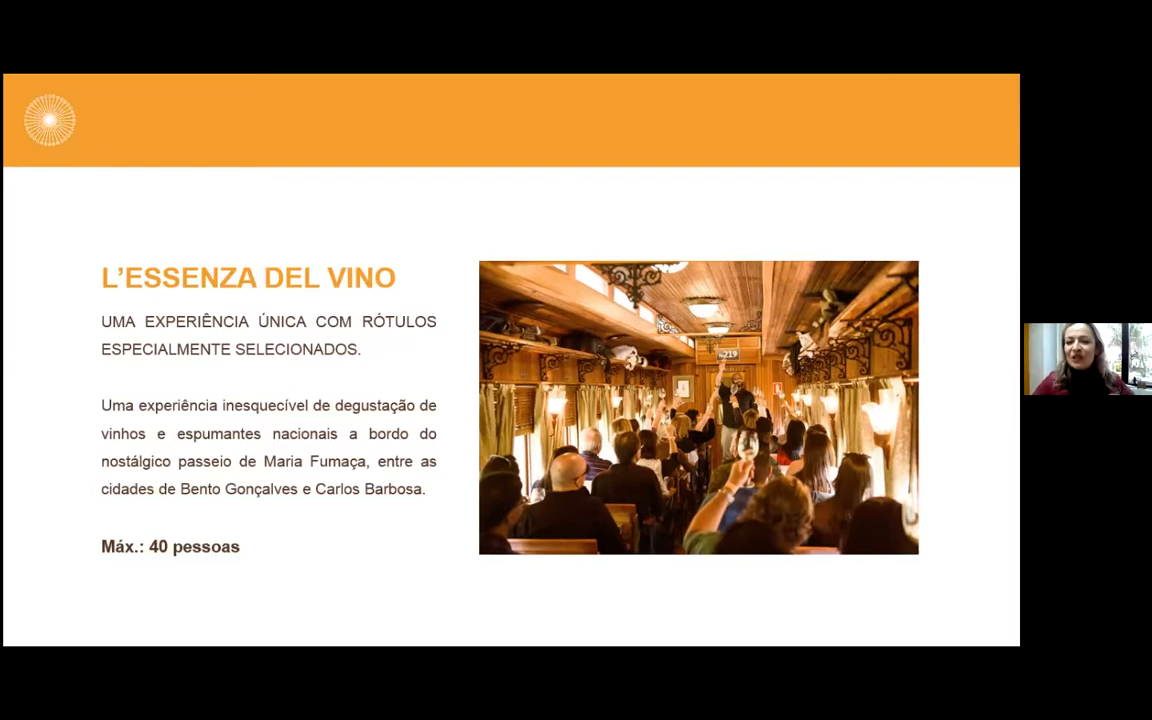 L’ESSENZA DEL VINO
UMA EXPERIÊNCIA ÚNICA COM RÓTULOS
ESPECIALMENTE SELECIONADOS.
Uma experiência inesquecível de degustação de
vinhos e espumantes nacionais a bordo do
nostálgico passeio de Maria Fumaça, entre as
cidades de Bento Gonçalves e Carlos Barbosa.
Máx.: 40 pessoas
219